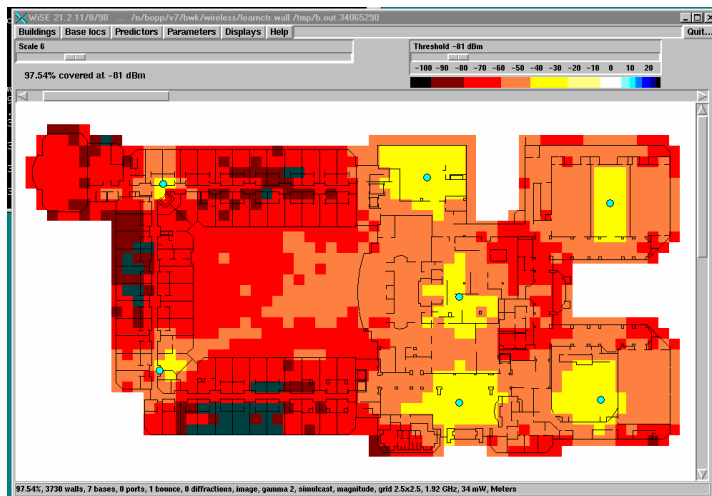 WiSE 21.2 11/8/98 ... /n/bopp/v7/bwk/wireless/learnctr.wall /tmp/b.out.34065290
Buildings Base locs Predictors Parameters Displays Help Quit...
Scale 6
Threshold -81 dBm
97.54% covered at -81 dBm
-100 -90 -80 -70 -60 -50 -40 -30 -20 -10 0 10 20
97.54%, 3738 walls, 7 bases, 0 ports, 1 bounce, 0 diffractions, image, gamma 2, simulcast, magnitude, grid 2.5x2.5, 1.92 GHz, 34 mW, Meters